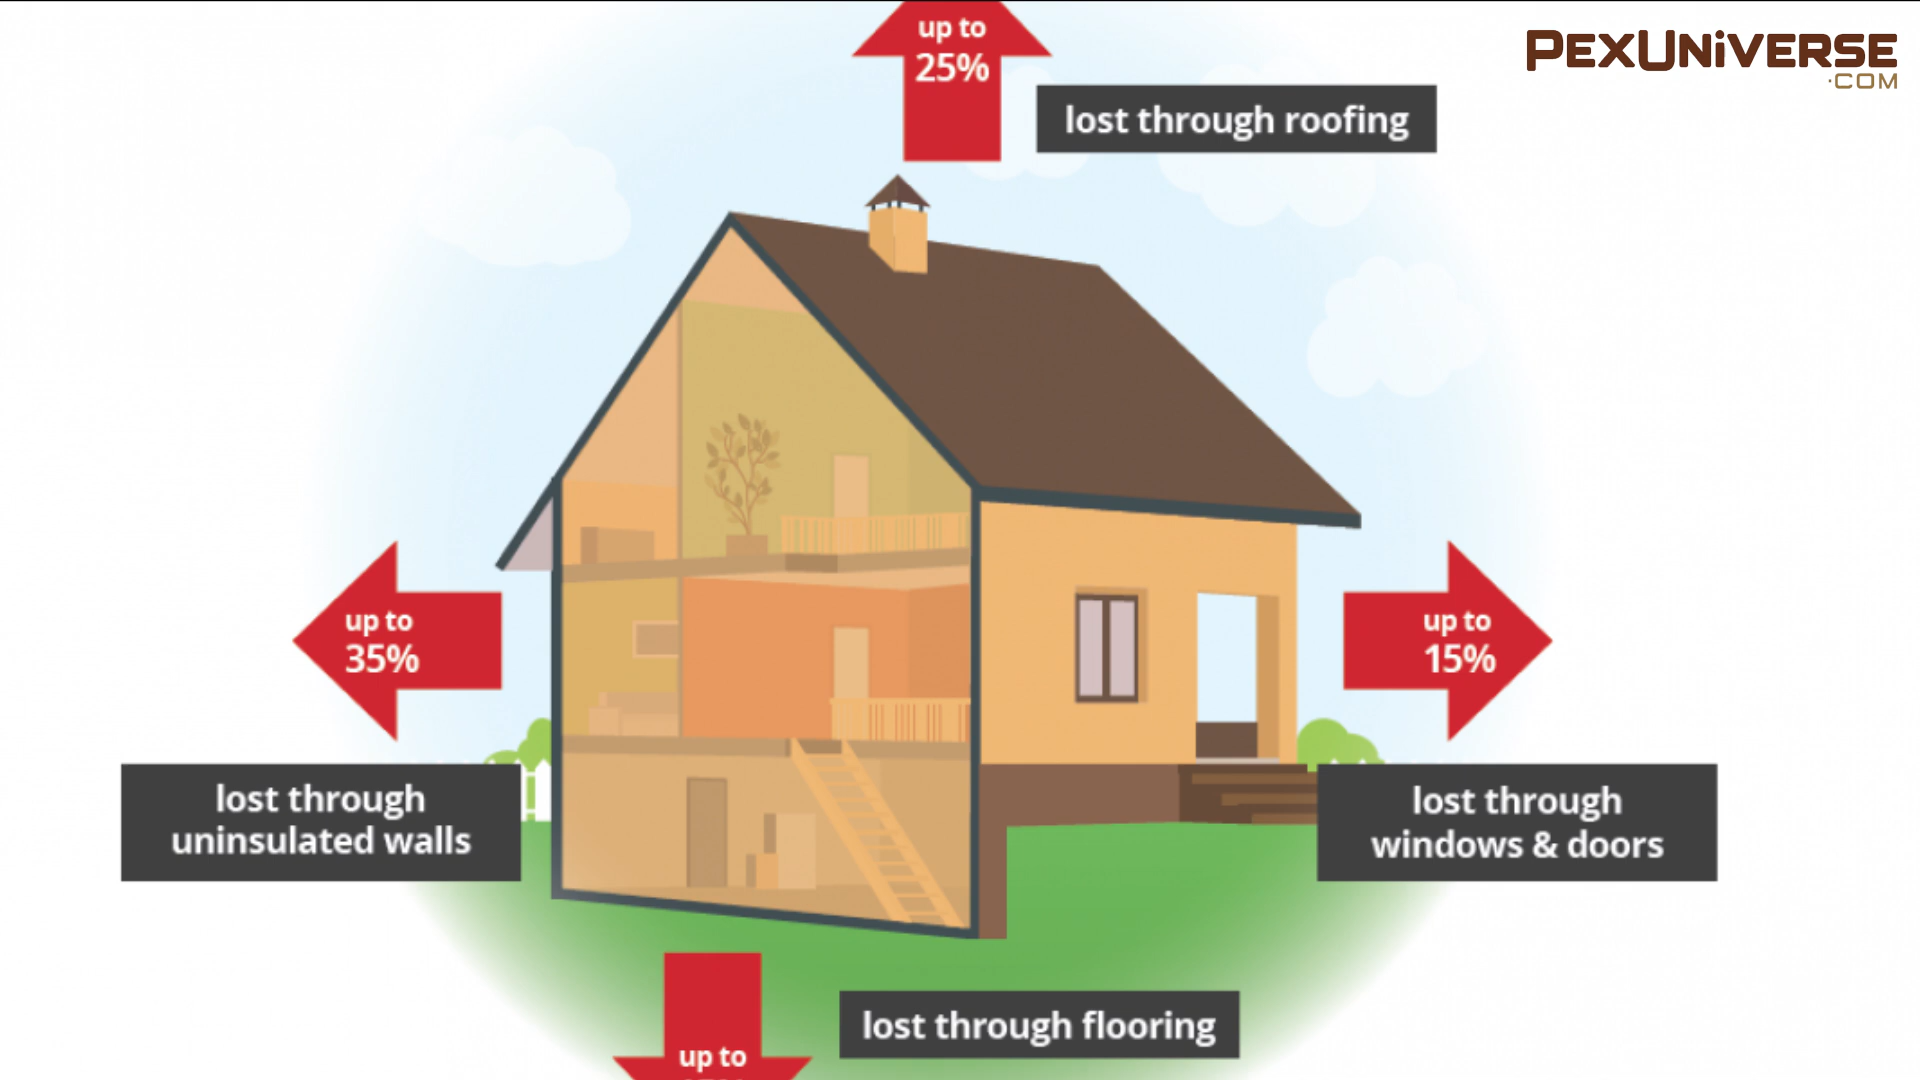 up to
25%
PEXUNiVERSE
.COM
lost through roofing
up to
35%
up to
15%
lost through
uninsulated walls
lost through
windows & doors
lost through flooring
up to